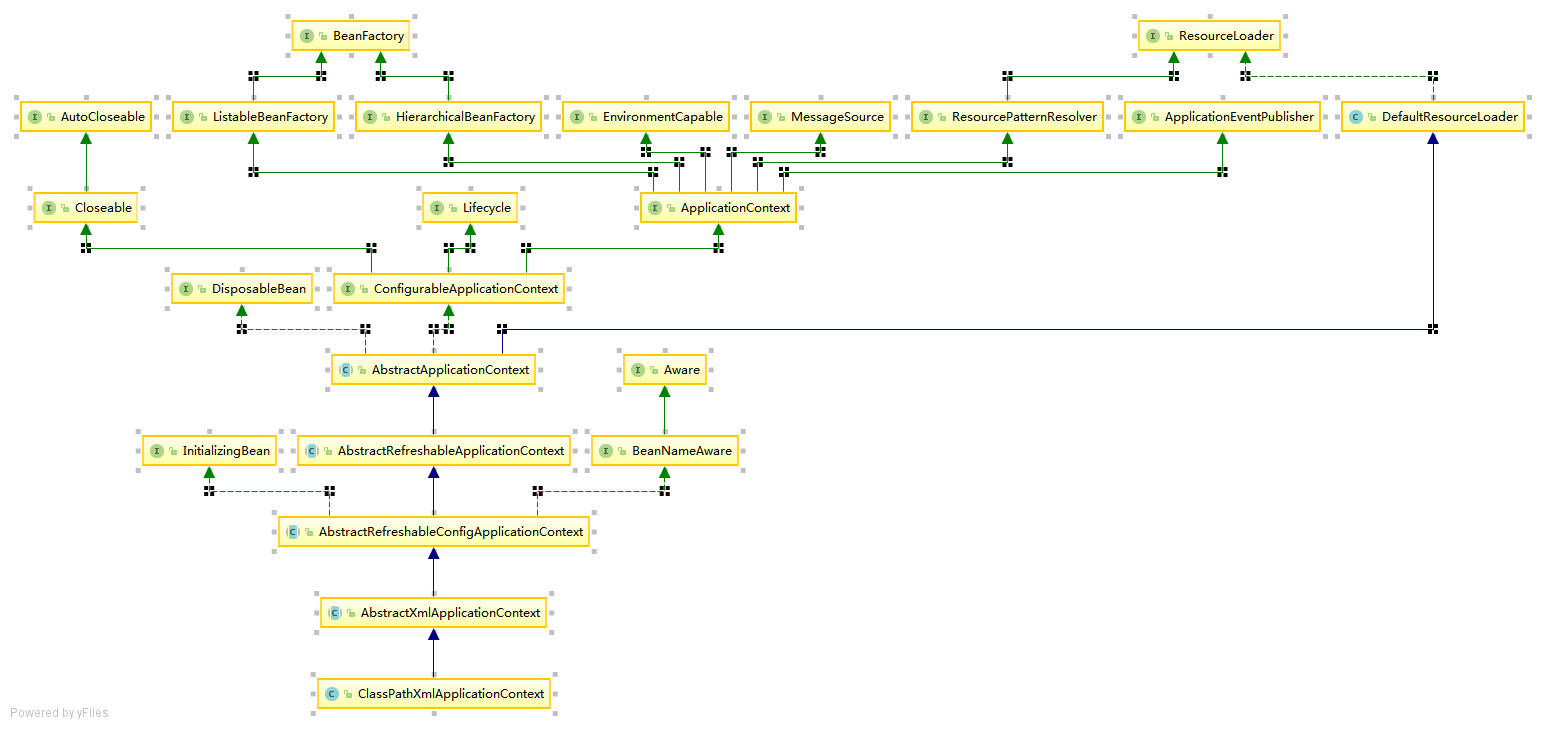 BeanFactory
ResourceLoader
AutoCloseable
ListableBeanFactory
HierarchicalBeanFactory
EnvironmentCapable
MessageSource
ResourcePatternResolver
ApplicationEventPublisher
DefaultResourceLoader
Closeable
Lifecycle
ApplicationContext
DisposableBean
ConfigurableApplicationContext
AbstractApplicationContext
Aware
InitializingBean
AbstractRefreshableApplicationContext
BeanNameAware
AbstractRefreshableConfigApplicationContext
AbstractXmlApplicationContext
ClassPathXmlApplicationContext
Powered by yFiles